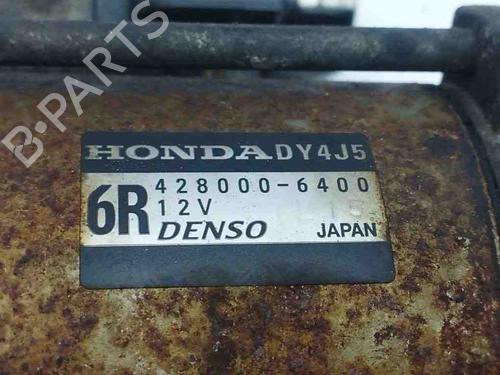 B-PARTS
HONDA DY4J5
6R 428000-6400
12V
DENSO JAPAN